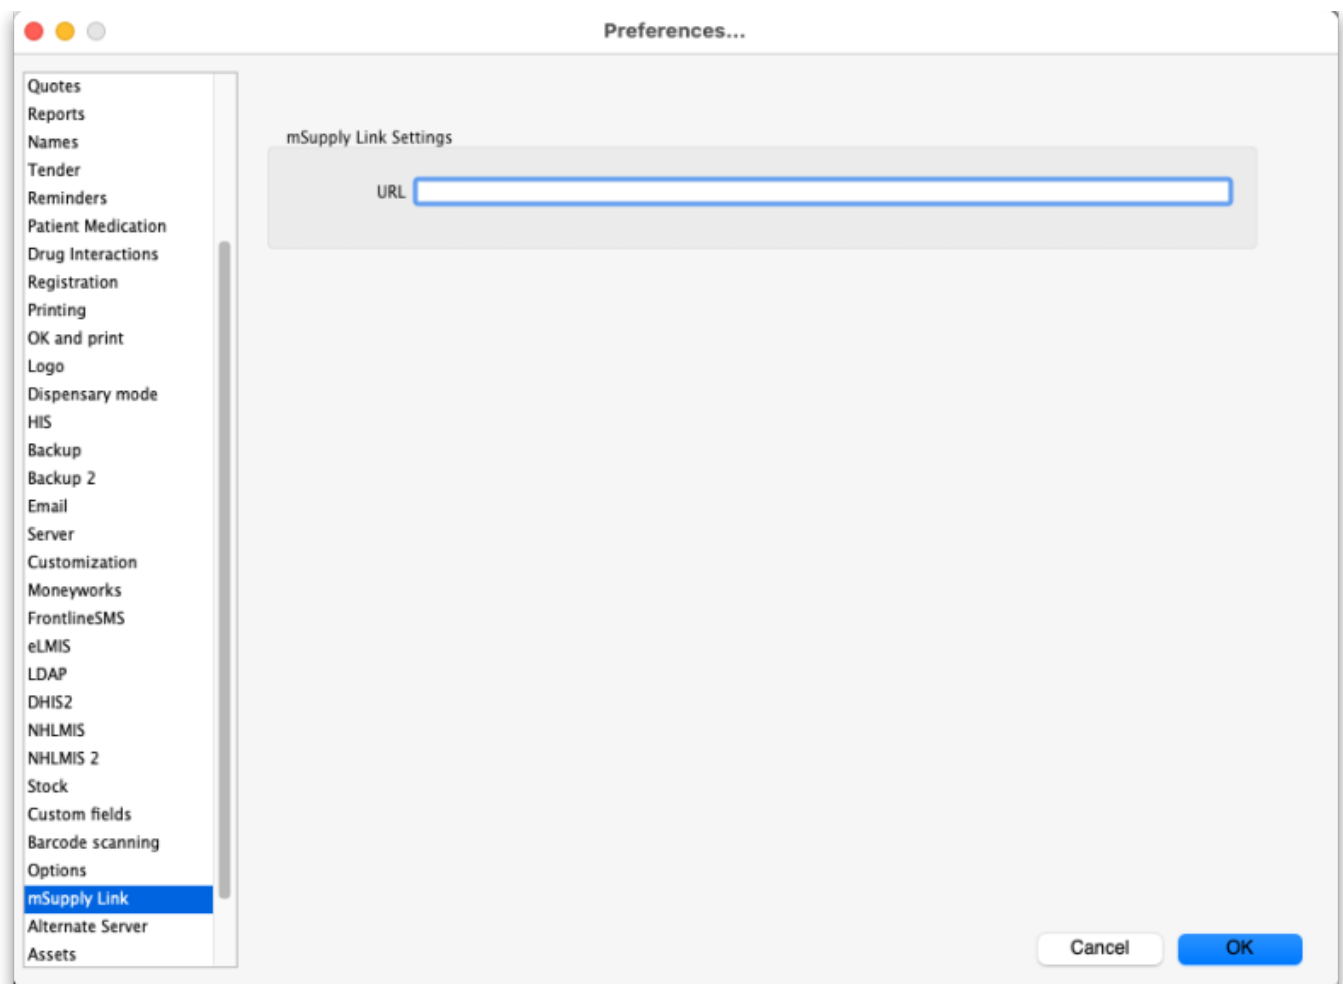 Preferences...
Quotes
Reports
Names
Tender
Reminders
Patient Medication
Drug Interactions
Registration
Printing
OK and print
Logo
Dispensary mode
HIS
Backup
Backup 2
Email
Server
Customization
Moneyworks
FrontlineSMS
eLMIS
LDAP
DHIS2
NHLMIS
NHLMIS 2
Stock
Custom fields
Barcode scanning
Options
mSupply Link
Alternate Server
Assets
mSupply Link Settings
URL
Cancel
OK